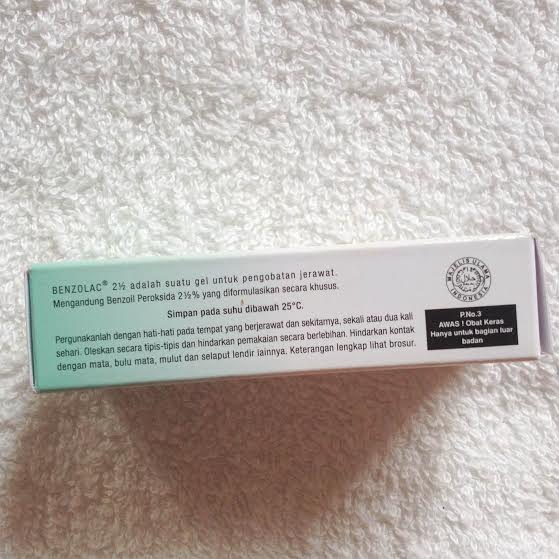 BENZOLAC® 2½ adalah suatu gel untuk pengobatan jerawat.
Mengandung Benzoil Peroksida 2½% yang diformulasikan secara khusus.
Simpan pada suhu dibawah 25°C.
Pergunakanlah dengan hati-hati pada tempat yang berjerawat dan sekitarnya, sekali atau dua kali
sehari. Oleskan secara tipis-tipis dan hindarkan pemakaian secara berlebihan. Hindarkan kontak
dengan mata, bulu mata, mulut dan selaput lendir lainnya. Keterangan lengkap lihat brosur.
MAJELIS ULAMA
INDONESIA
P.No.3
AWAS ! Obat Keras
Hanya untuk bagian luar
badan